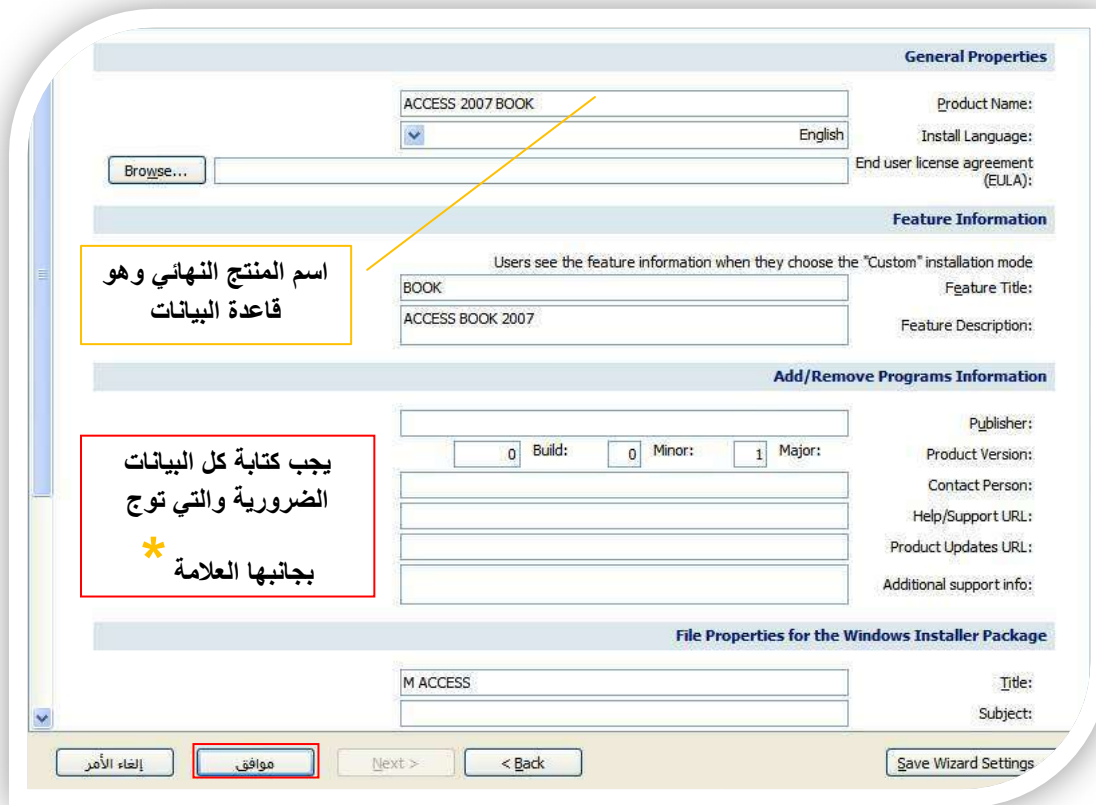 General Properties
Product Name:
ACCESS 2007 BOOK
Install Language:
English
End user license agreement
(EULA):
Browse...
Feature Information
Users see the feature information when they choose the "Custom" installation mode
Feature Title:
BOOK
Feature Description:
ACCESS BOOK 2007
اسم المنتج النهائي وهو
قاعدة البيانات
Add/Remove Programs Information
Publisher:
Product Version:
Major: 1 Minor: 0 Build: 0
Contact Person:
Help/Support URL:
Product Updates URL:
Additional support info:
يجب كتابة كل البيانات
الضرورية والتي توج
بجانبها العلامة *
File Properties for the Windows Installer Package
Title:
M ACCESS
Subject:
Save Wizard Settings
< Back
Next >
موافق
إلغاء الأمر